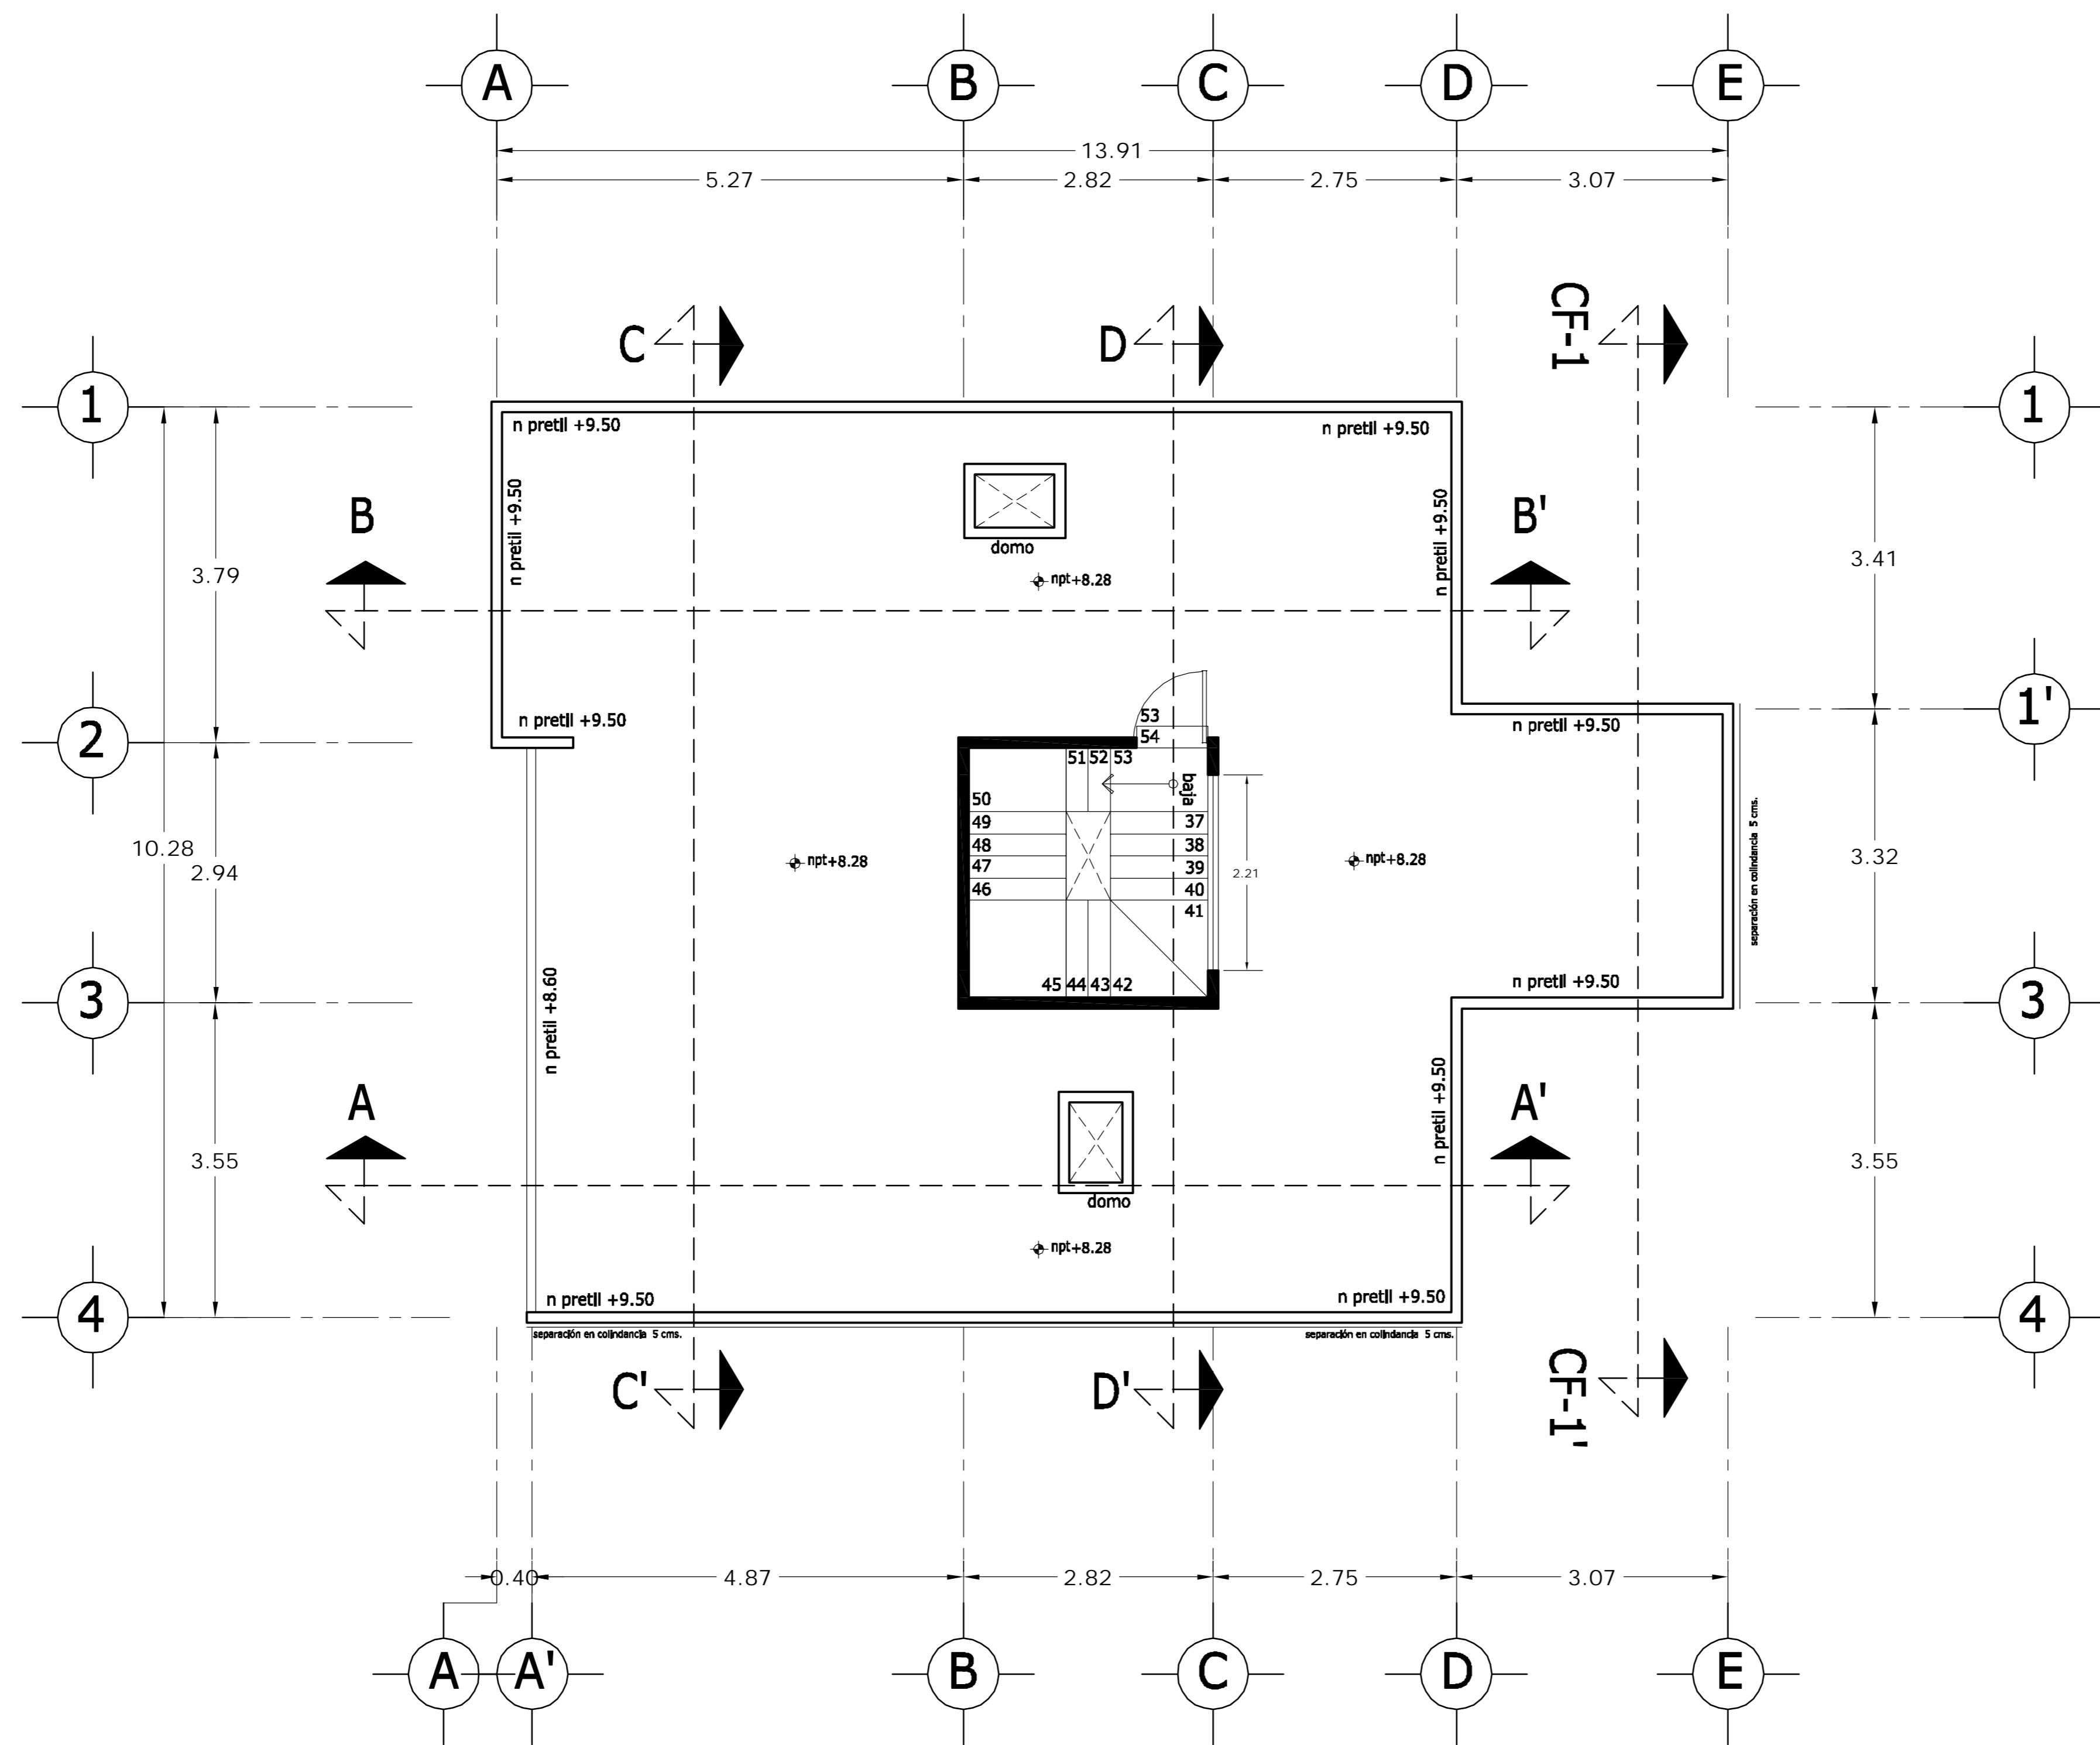 A B C D E
13.91
5.27 2.82 2.75 3.07
C D CF-1
1 1
n pretil +9.50 n pretil +9.50
n pretil +9.50
n pretil +9.50
B B'
domo
3.79 3.41
npt+8.28
2 1'
n pretil +9.50
n pretil +9.50
53
54
51 52 53
baja
50
49 37
48 38
47 39
46 40
41
45 44 43 42
2.21
10.28
2.94
npt+8.28
npt+8.28
3.32
separación en colindancia 5 cms.
n pretil +8.60
n pretil +9.50
3 3
n pretil +9.50
A A'
3.55 3.55
domo
npt+8.28
n pretil +9.50 n pretil +9.50
4 4
separación en colindancia 5 cms. separación en colindancia 5 cms.
C' D' CF-1'
0.40 4.87 2.82 2.75 3.07
A A' B C D E